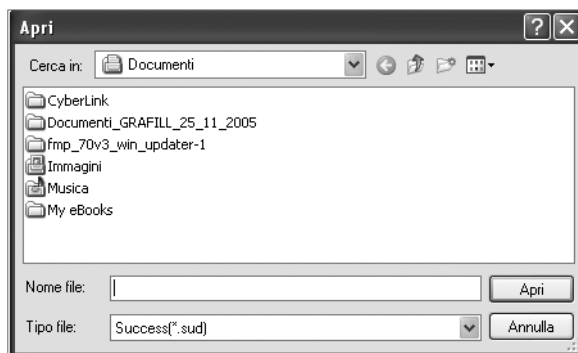 Apri
Cerca in: Documenti
CyberLink
Documenti_GRAFILL_25_11_2005
fmp_70v3_win_updater-1
Immagini
Musica
My eBooks
Nome file: Apri
Tipo file: Success(*.sud) Annulla